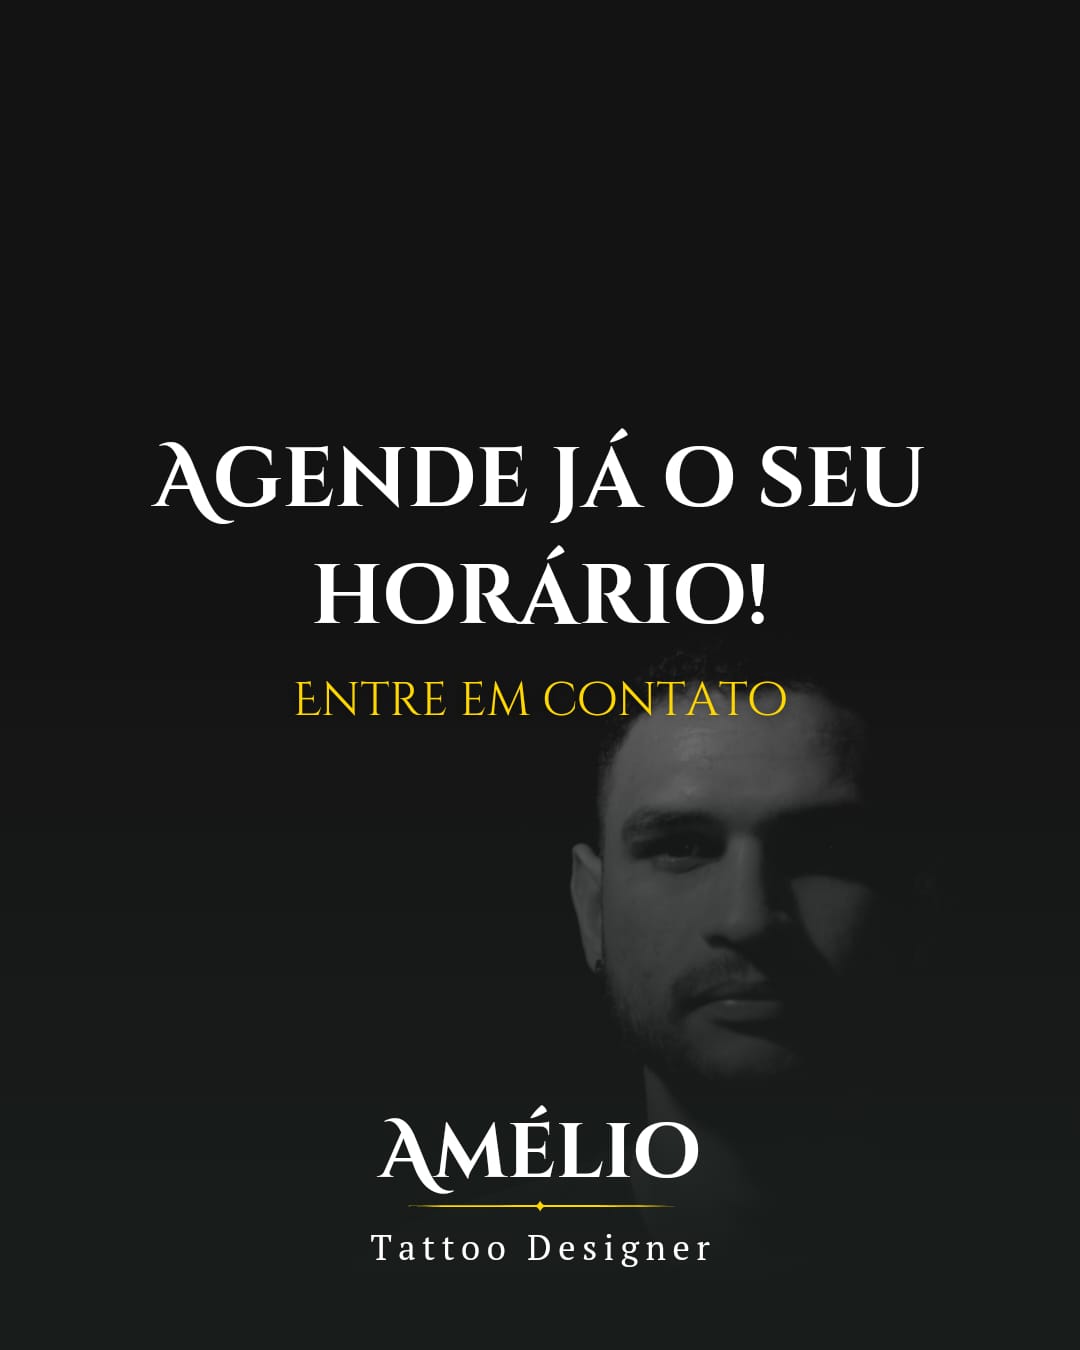 Agende já o seu
horário!
Entre em contato
Amélio
Tattoo Designer